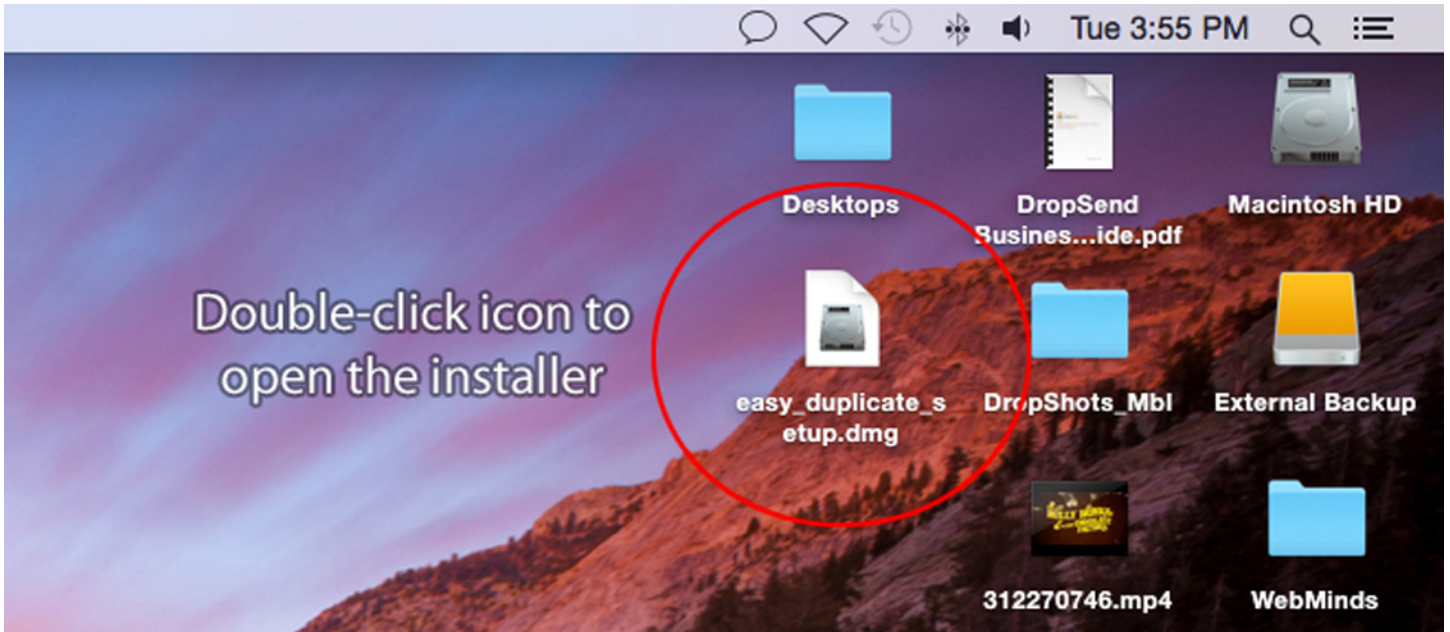 Tue 3:55 PM
Desktops
DropSend
Busines...ide.pdf
Macintosh HD
Double-click icon to
open the installer
easy_duplicate_s
etup.dmg
DropShots_Mbl
External Backup
312270746.mp4
WebMinds